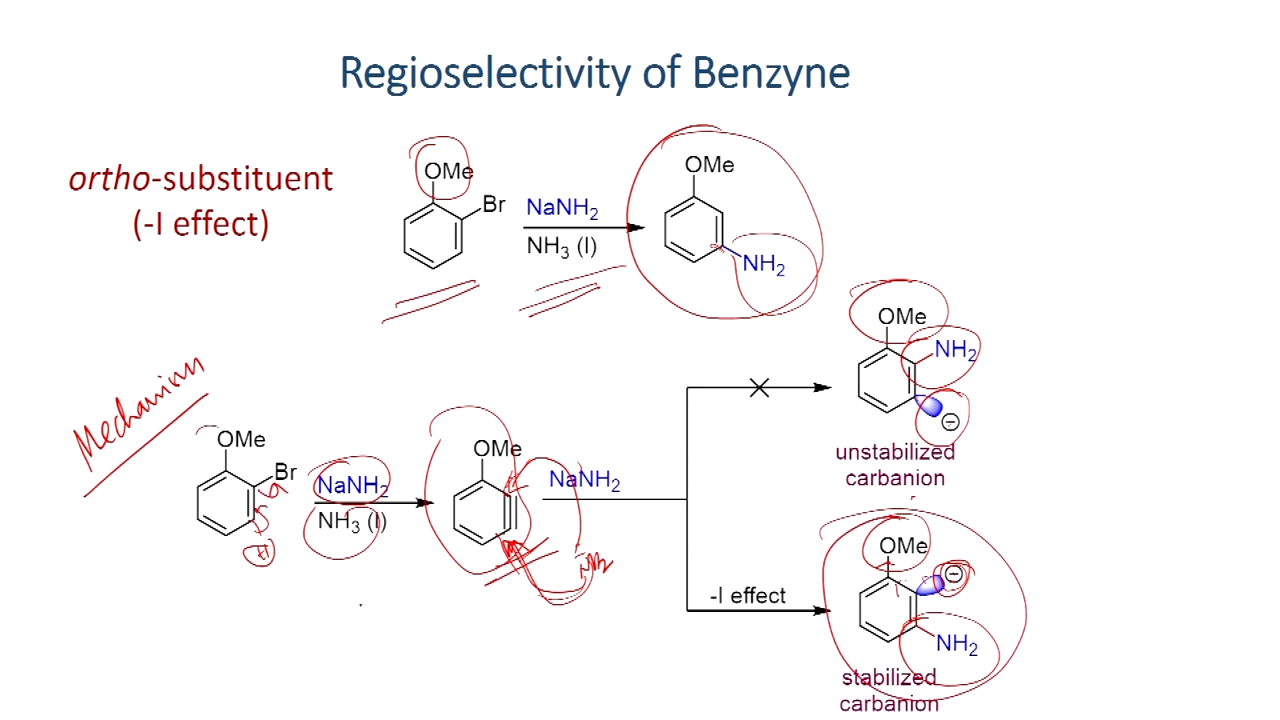 Regioselectivity of Benzyne
ortho-substituent
(-I effect)
OMe
Br
NaNH2
NH3 (l)
OMe
NH2
Mechanism
OMe
Br
H
NaNH2
NH3 (l)
OMe
NaNH2
NH2
OMe
NH2
unstabilized
carbanion
-I effect
OMe
NH2
stabilized
carbanion